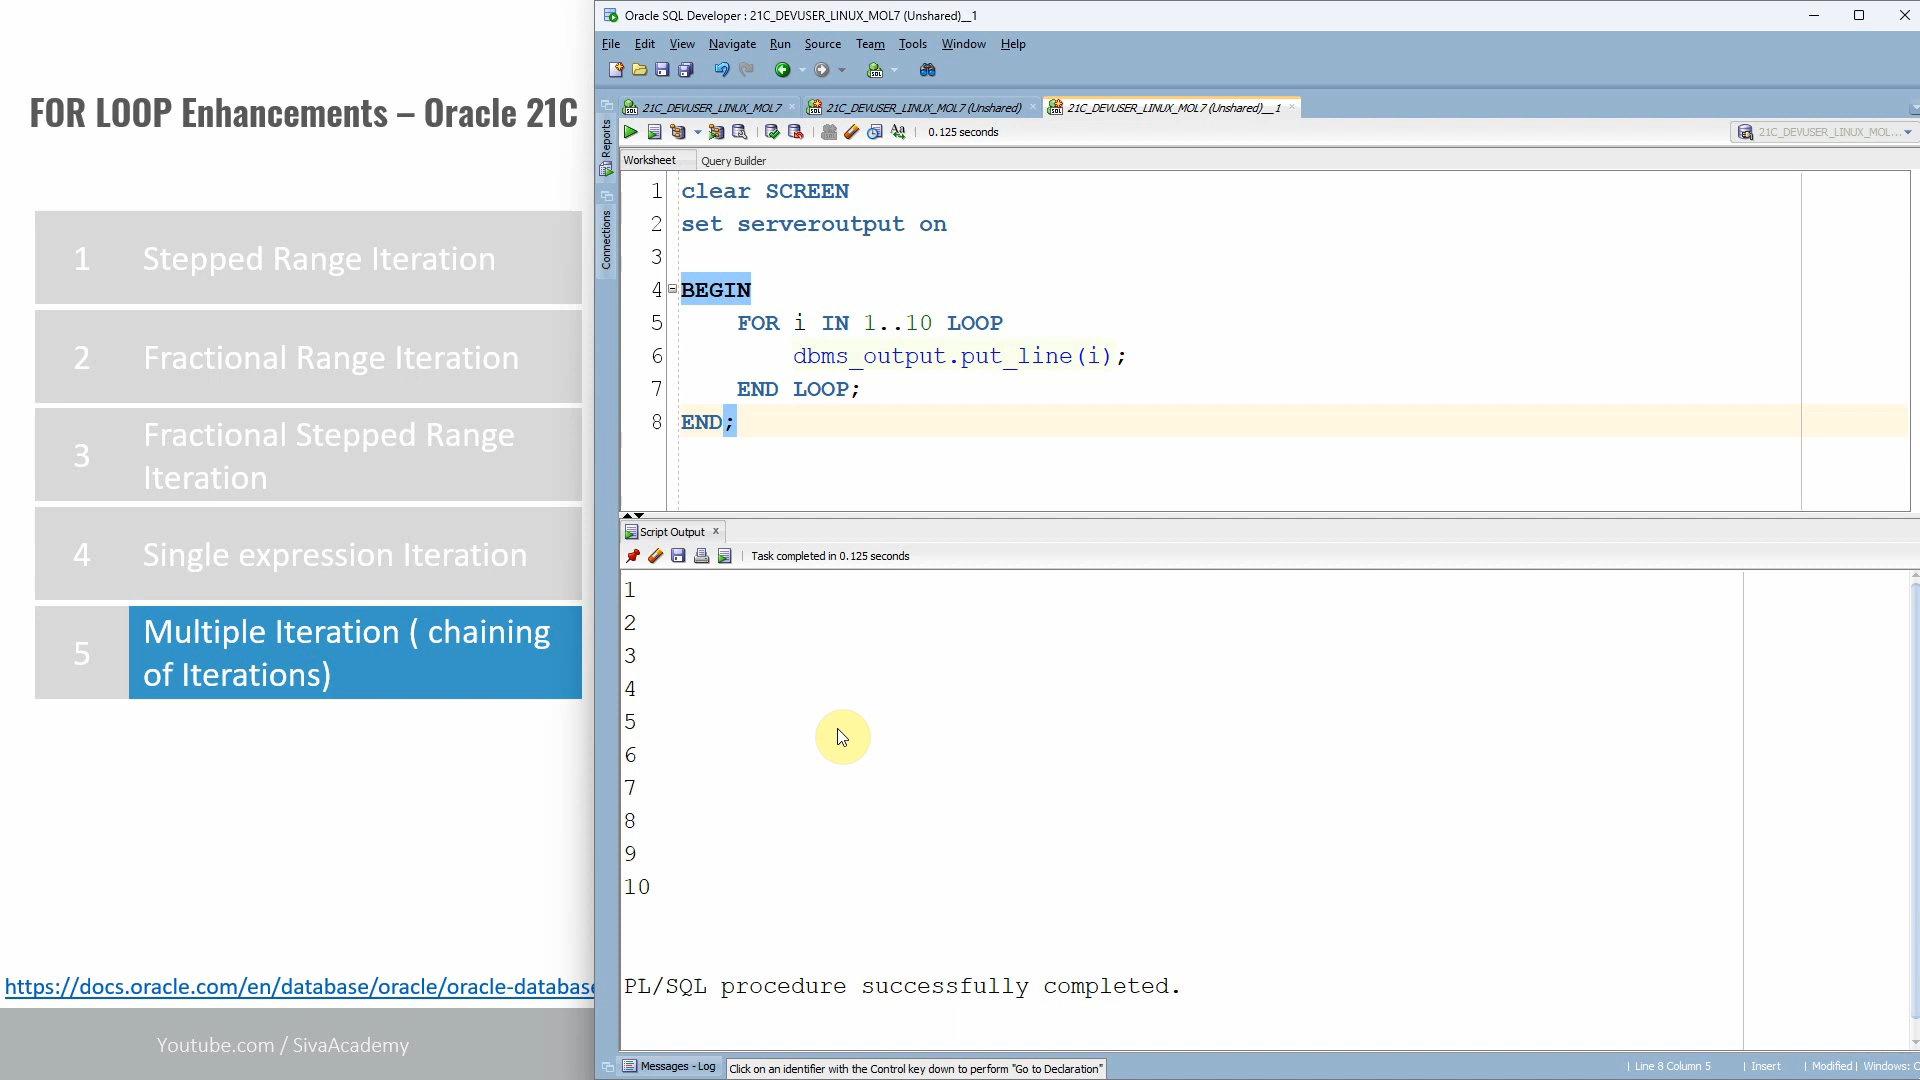 FOR LOOP Enhancements – Oracle 21C
1 Stepped Range Iteration
2 Fractional Range Iteration
3 Fractional Stepped Range
Iteration
4 Single expression Iteration
5 Multiple Iteration ( chaining
of Iterations)
https://docs.oracle.com/en/database/oracle/oracle-database
Youtube.com / SivaAcademy
Oracle SQL Developer : 21C_DEVUSER_LINUX_MOL7 (Unshared)__1
File Edit View Navigate Run Source Team Tools Window Help
21C_DEVUSER_LINUX_MOL7 21C_DEVUSER_LINUX_MOL7 (Unshared) 21C_DEVUSER_LINUX_MOL7 (Unshared)__1
0.125 seconds
21C_DEVUSER_LINUX_MOL...
Reports
Connections
Worksheet Query Builder
1 clear SCREEN
2 set serveroutput on
3
4 BEGIN
5 FOR i IN 1..10 LOOP
6 dbms_output.put_line(i);
7 END LOOP;
8 END;
Script Output
Task completed in 0.125 seconds
1
2
3
4
5
6
7
8
9
10
PL/SQL procedure successfully completed.
Messages - Log Click on an identifier with the Control key down to perform "Go to Declaration"
Line 8 Column 5 Insert Modified Windows: C